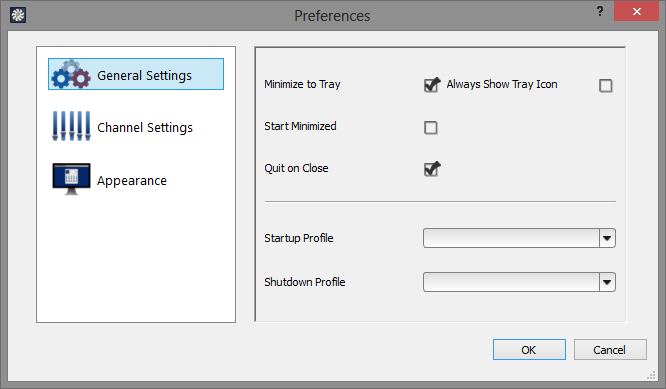 Preferences
?
General Settings
Channel Settings
Appearance
Minimize to Tray Always Show Tray Icon
Start Minimized
Quit on Close
Startup Profile
Shutdown Profile
OK Cancel